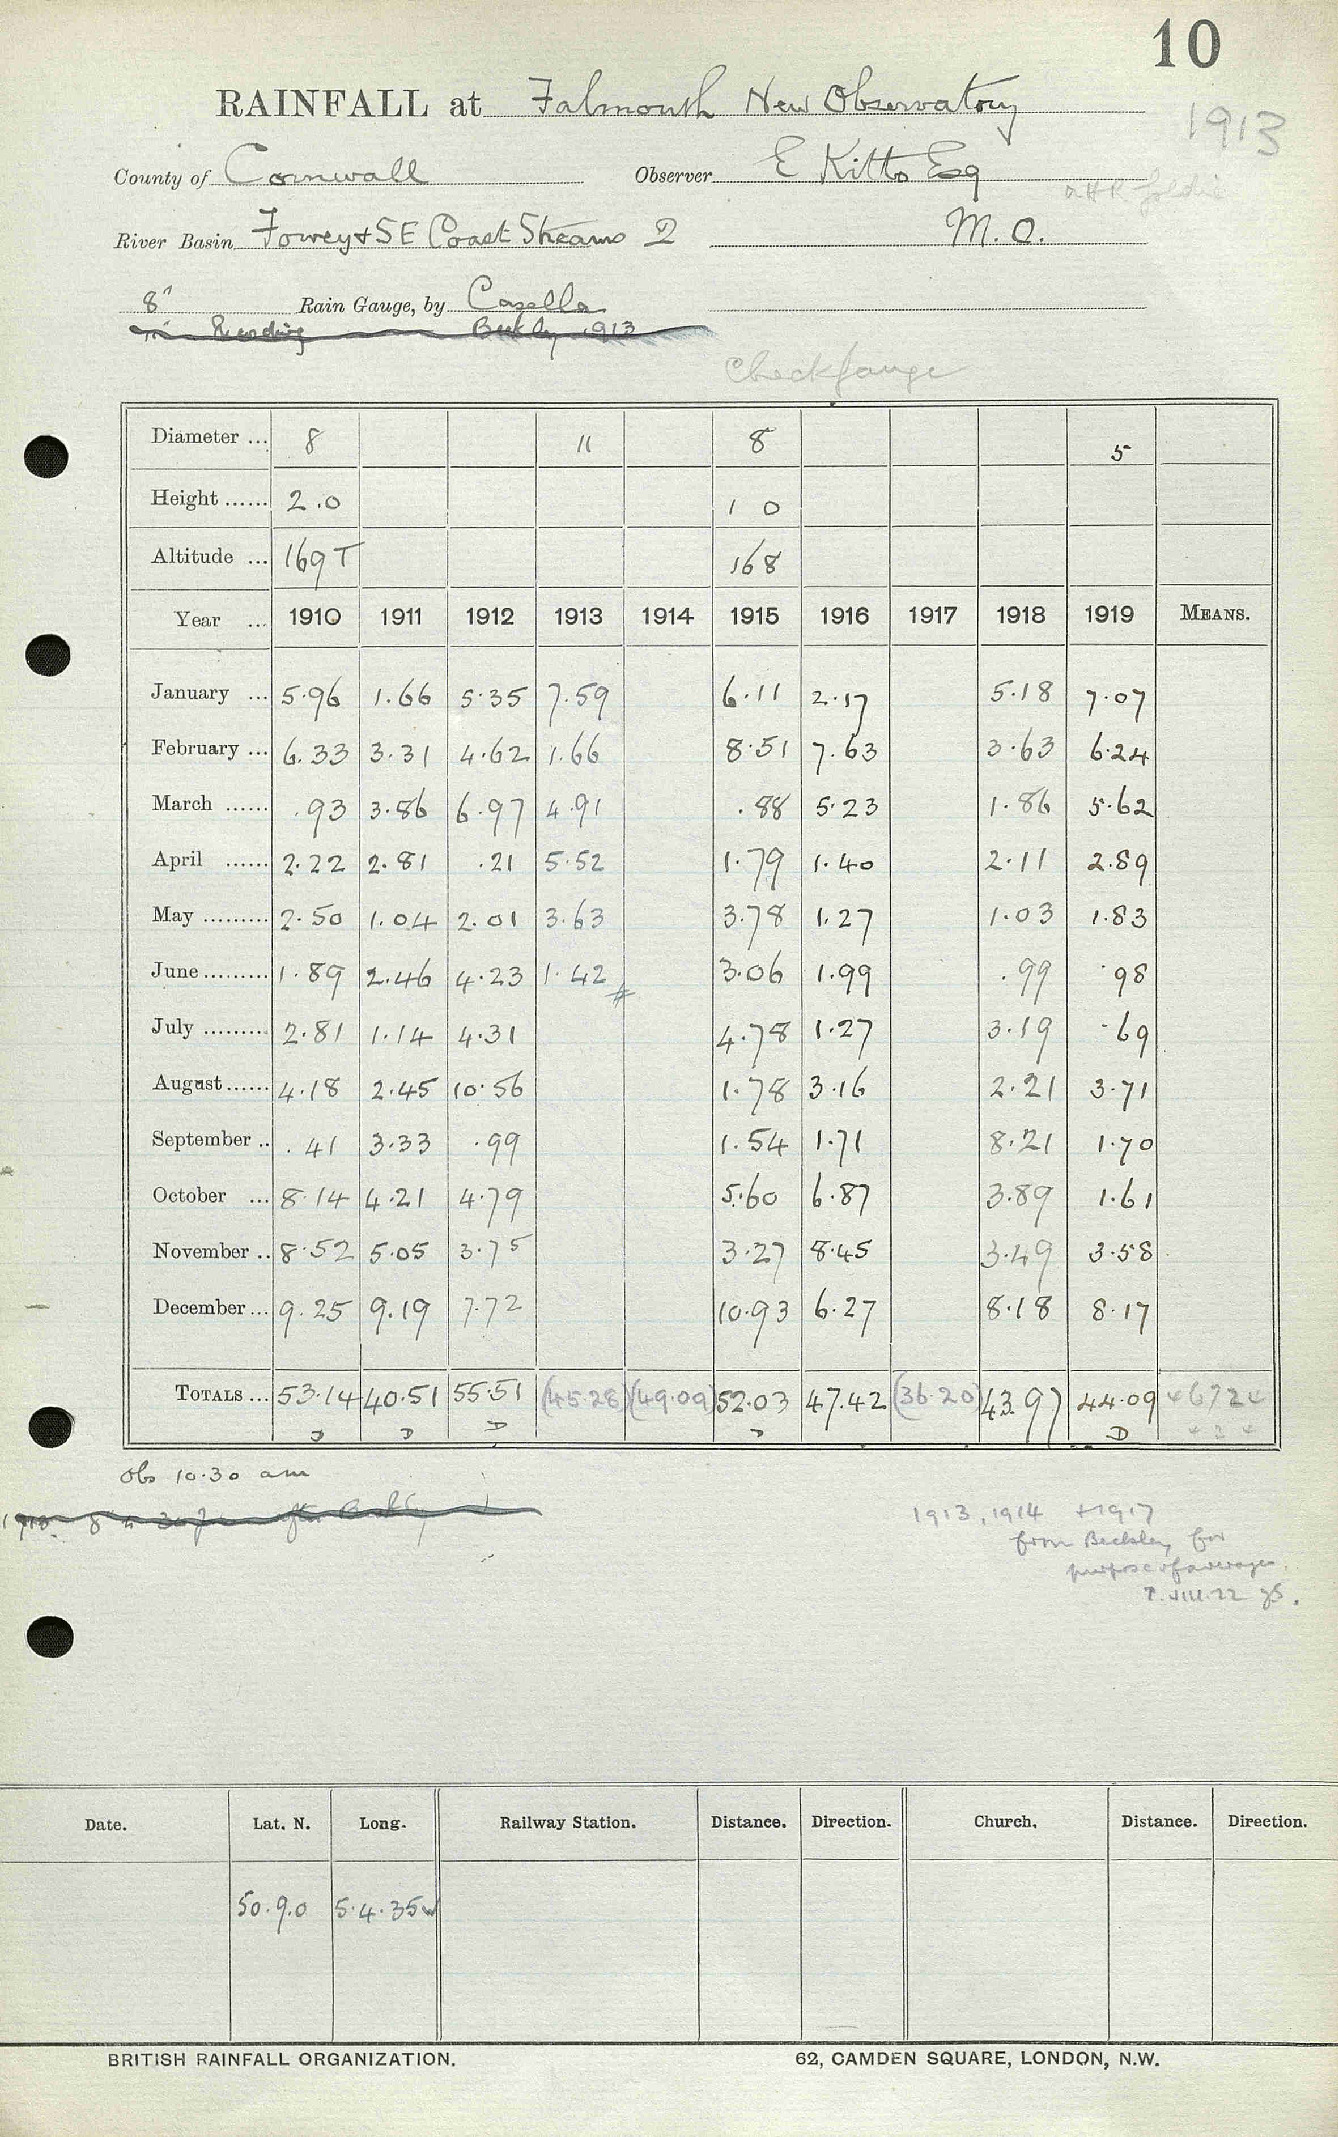 10
RAINFALL at Falmouth New Observatory
1913
County of Cornwall Observer E Kitto Esq
River Basin Fowey & SE Coast Streams 2 M.O.
8" Rain Gauge, by Casella
Reading Beckley 1913
Check gauge
Diameter ... 8 11 8 5
Height ...... 2.0 1 0
Altitude ... 169 T 168
Year ... 1910 1911 1912 1913 1914 1915 1916 1917 1918 1919 MEANS.
January ... 5.96 1.66 5.35 7.59 6.11 2.17 5.18 7.07
February ... 6.33 3.31 4.62 1.66 8.51 7.63 3.63 6.24
March ...... .93 3.86 6.97 4.91 .88 5.23 1.86 5.62
April ...... 2.22 2.81 .21 5.52 1.79 1.40 2.11 2.89
May ......... 2.50 1.04 2.01 3.63 3.78 1.27 1.03 1.83
June ......... 1.89 2.46 4.23 1.42 3.06 1.99 .99 .98
July ......... 2.81 1.14 4.31 4.78 1.27 3.19 .69
August ...... 4.18 2.45 10.56 1.78 3.16 2.21 3.71
September .. .41 3.33 .99 1.54 1.71 8.21 1.70
October ... 8.14 4.21 4.79 5.60 6.87 3.89 1.61
November .. 8.52 5.05 3.75 3.27 8.45 3.49 3.58
December ... 9.25 9.19 7.72 10.93 6.27 8.18 8.17
TOTALS ... 53.14 40.51 55.51 (45.28) (49.09) 52.03 47.42 (36.20) 43.97 44.09 46724
Obs 10.30 am
1913, 1914 + 1917
from Beckley for
purpose of averages.
Date. Lat. N. Long. Railway Station. Distance. Direction. Church. Distance. Direction.
50.9.0 5.4.35 W
BRITISH RAINFALL ORGANIZATION. 62, CAMDEN SQUARE, LONDON, N.W.